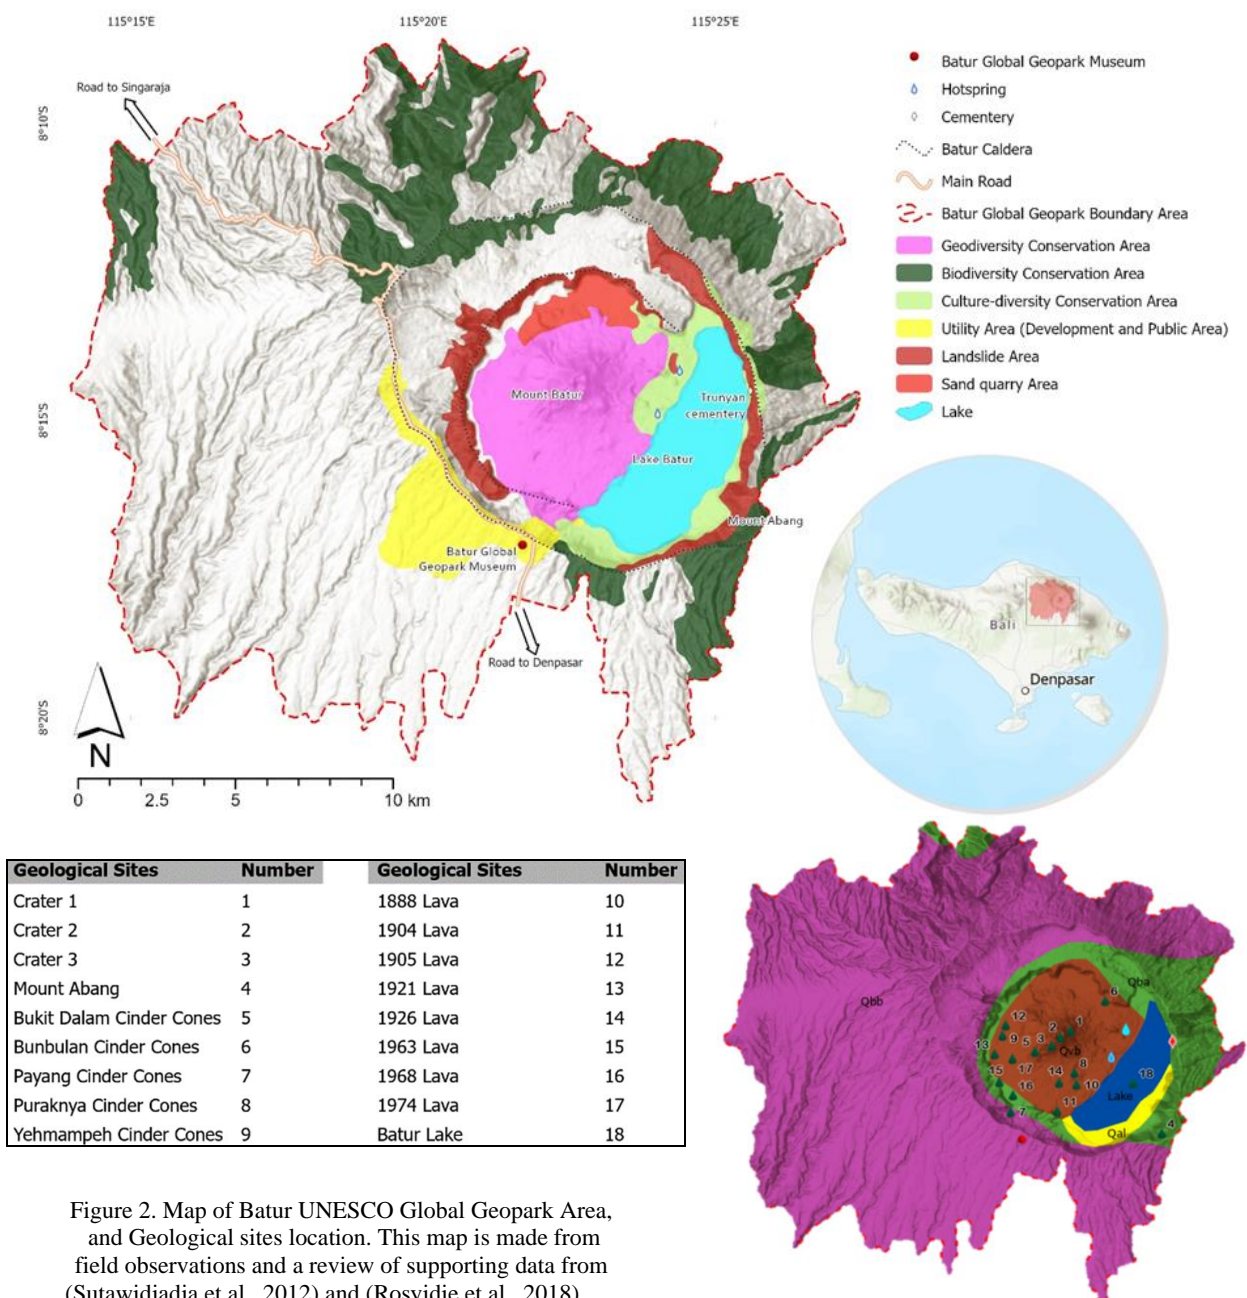 115°15'E
115°20'E
115°25'E
Road to Singaraja
8°10'S
8°15'S
8°20'S
Mount Batur
Trunyan
cementery
Lake Batur
Mount Abang
Batur Global
Geopark Museum
Road to Denpasar
N
0 2.5 5 10 km
Batur Global Geopark Museum
Hotspring
Cementery
Batur Caldera
Main Road
Batur Global Geopark Boundary Area
Geodiversity Conservation Area
Biodiversity Conservation Area
Culture-diversity Conservation Area
Utility Area (Development and Public Area)
Landslide Area
Sand quarry Area
Lake
Bali
Denpasar
Geological Sites Number Geological Sites Number
Crater 1 1 1888 Lava 10
Crater 2 2 1904 Lava 11
Crater 3 3 1905 Lava 12
Mount Abang 4 1921 Lava 13
Bukit Dalam Cinder Cones 5 1926 Lava 14
Bunbulan Cinder Cones 6 1963 Lava 15
Payang Cinder Cones 7 1968 Lava 16
Puraknya Cinder Cones 8 1974 Lava 17
Yehmampeh Cinder Cones 9 Batur Lake 18
Qbb
Qba
6
12
2
1
13
9
5
3
Qvb
17
8
15
14
10
16
11
7
18
Lake
4
Qal
Figure 2. Map of Batur UNESCO Global Geopark Area,
and Geological sites location. This map is made from
field observations and a review of supporting data from
(Sutawidjadja et al., 2012) and (Rosyidie et al., 2018)